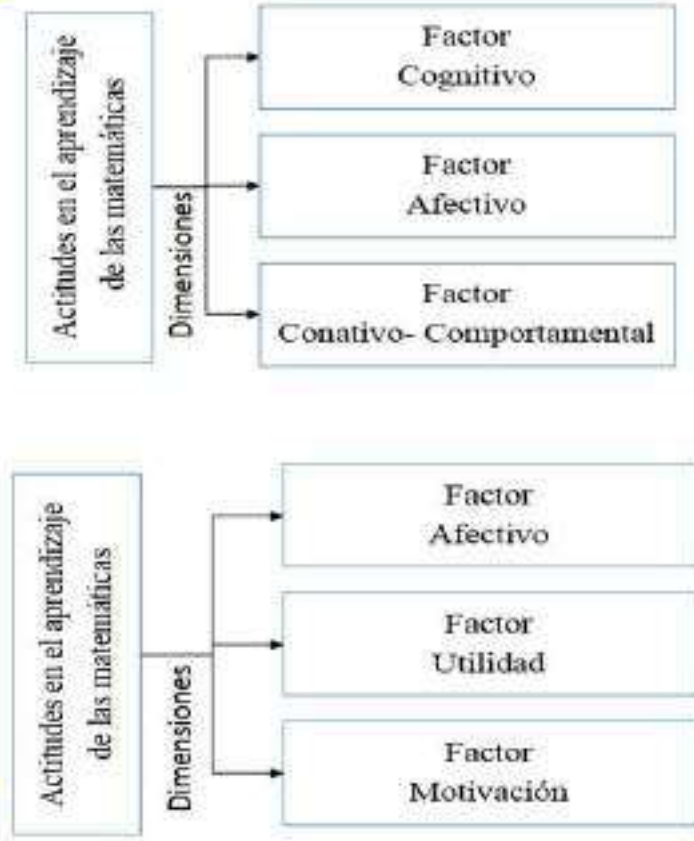 Actitudes en el aprendizaje
de las matemáticas
Dimensiones
Factor
Cognitivo
Factor
Afectivo
Factor
Conativo- Comportamental
Actitudes en el aprendizaje
de las matemáticas
Dimensiones
Factor
Afectivo
Factor
Utilidad
Factor
Motivación